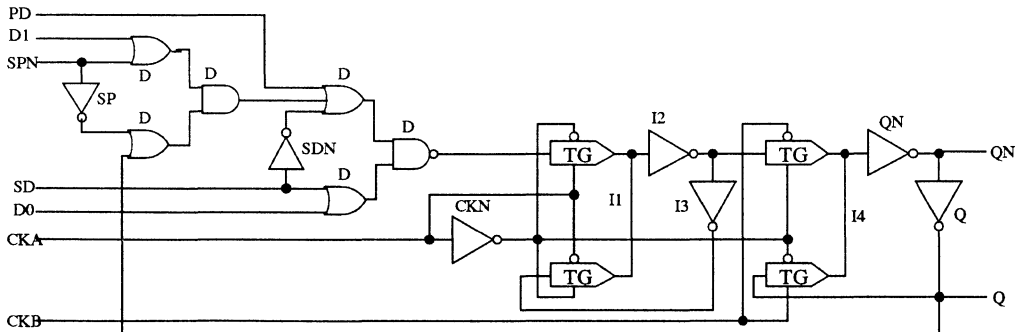 PD
D1
SPN
D
D
D
SP
D
D
SDN
D
D
SD
D0
CKA
CKB
CKN
TG
TG
I1
I2
I3
TG
TG
I4
QN
QN
Q
Q